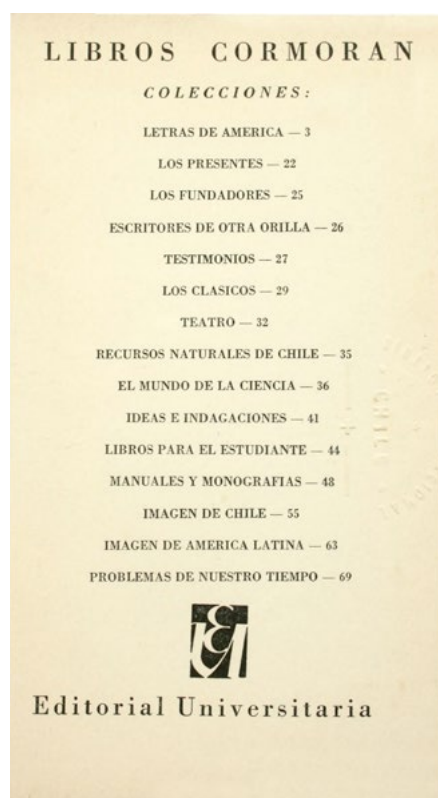 LIBROS CORMORAN
COLECCIONES:
LETRAS DE AMERICA — 3
LOS PRESENTES — 22
LOS FUNDADORES — 25
ESCRITORES DE OTRA ORILLA — 26
TESTIMONIOS — 27
LOS CLASICOS — 29
TEATRO — 32
RECURSOS NATURALES DE CHILE — 35
EL MUNDO DE LA CIENCIA — 36
IDEAS E INDAGACIONES — 41
LIBROS PARA EL ESTUDIANTE — 44
MANUALES Y MONOGRAFIAS — 48
IMAGEN DE CHILE — 55
IMAGEN DE AMERICA LATINA — 63
PROBLEMAS DE NUESTRO TIEMPO — 69
Editorial Universitaria